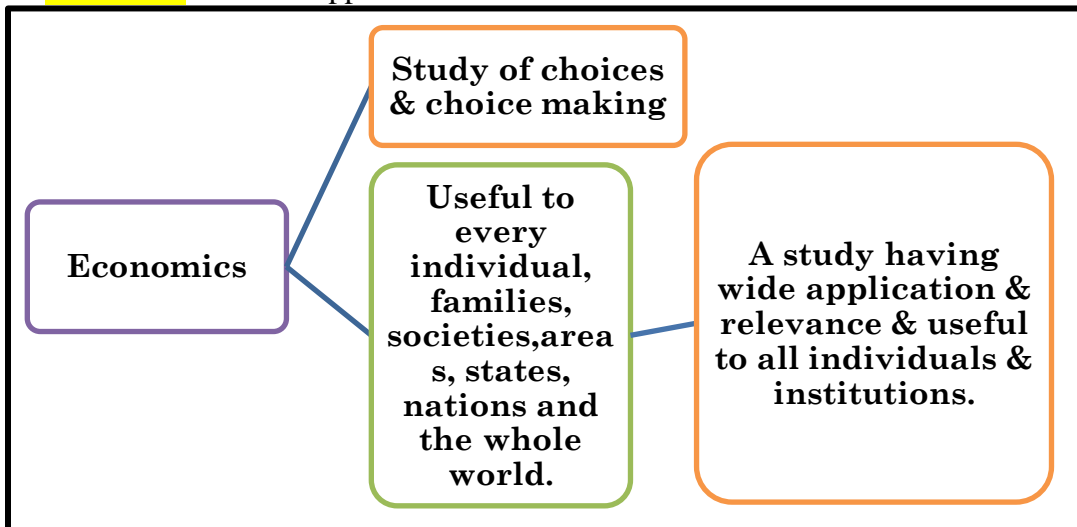 Study of choices
& choice making
Economics
Useful to
every
individual,
families,
societies,area
s, states,
nations and
the whole
world.
A study having
wide application &
relevance & useful
to all individuals &
institutions.